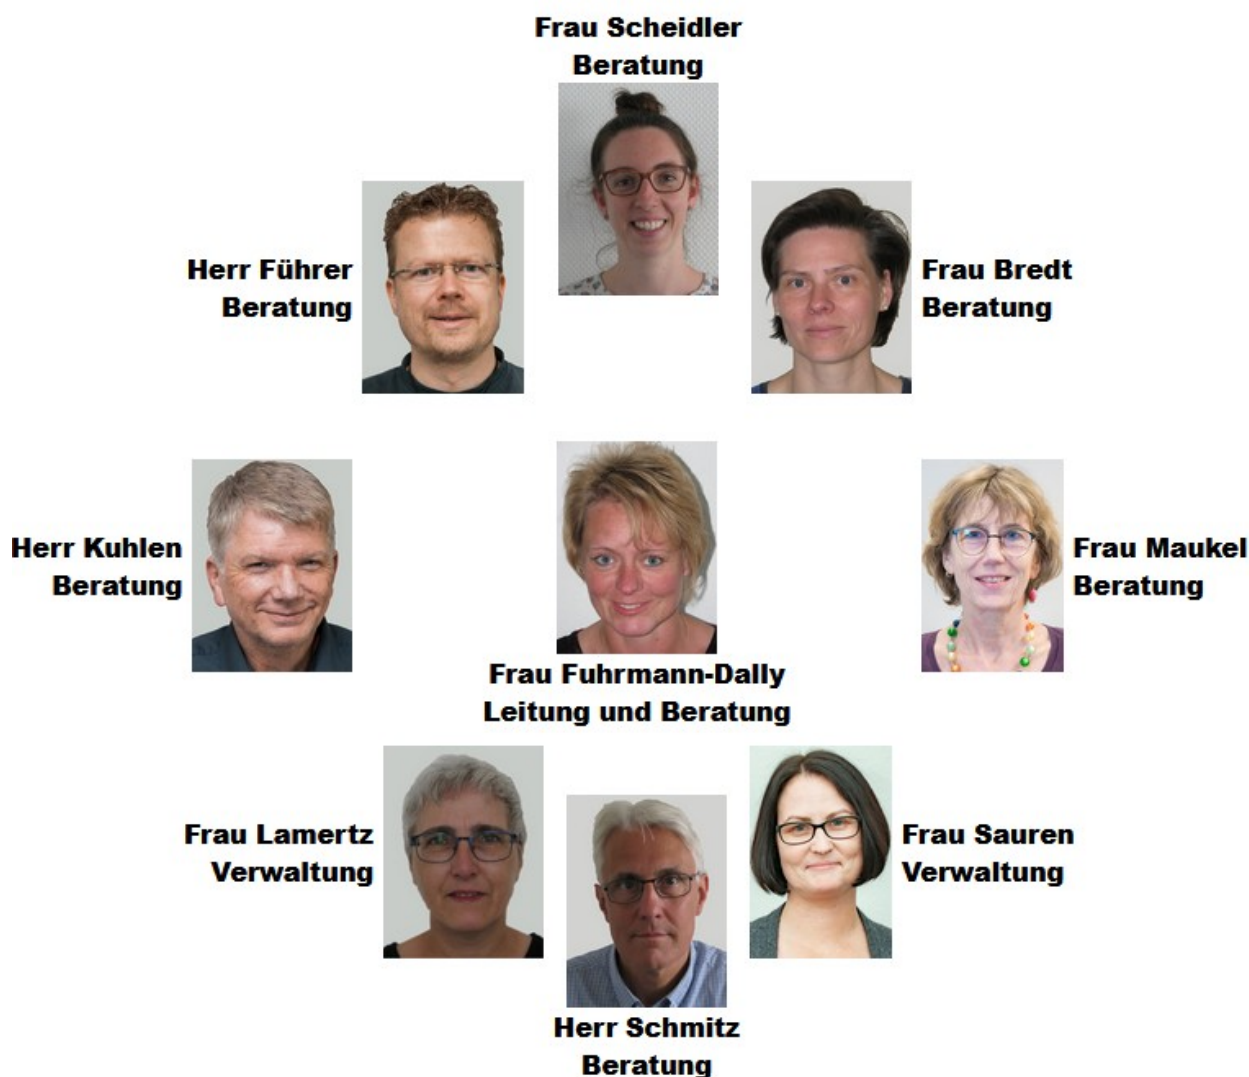 Frau Scheidler
Beratung
Herr Führer
Beratung
Frau Bredt
Beratung
Herr Kuhlen
Beratung
Frau Maukel
Beratung
Frau Fuhrmann-Dally
Leitung und Beratung
Frau Lamertz
Verwaltung
Frau Sauren
Verwaltung
Herr Schmitz
Beratung